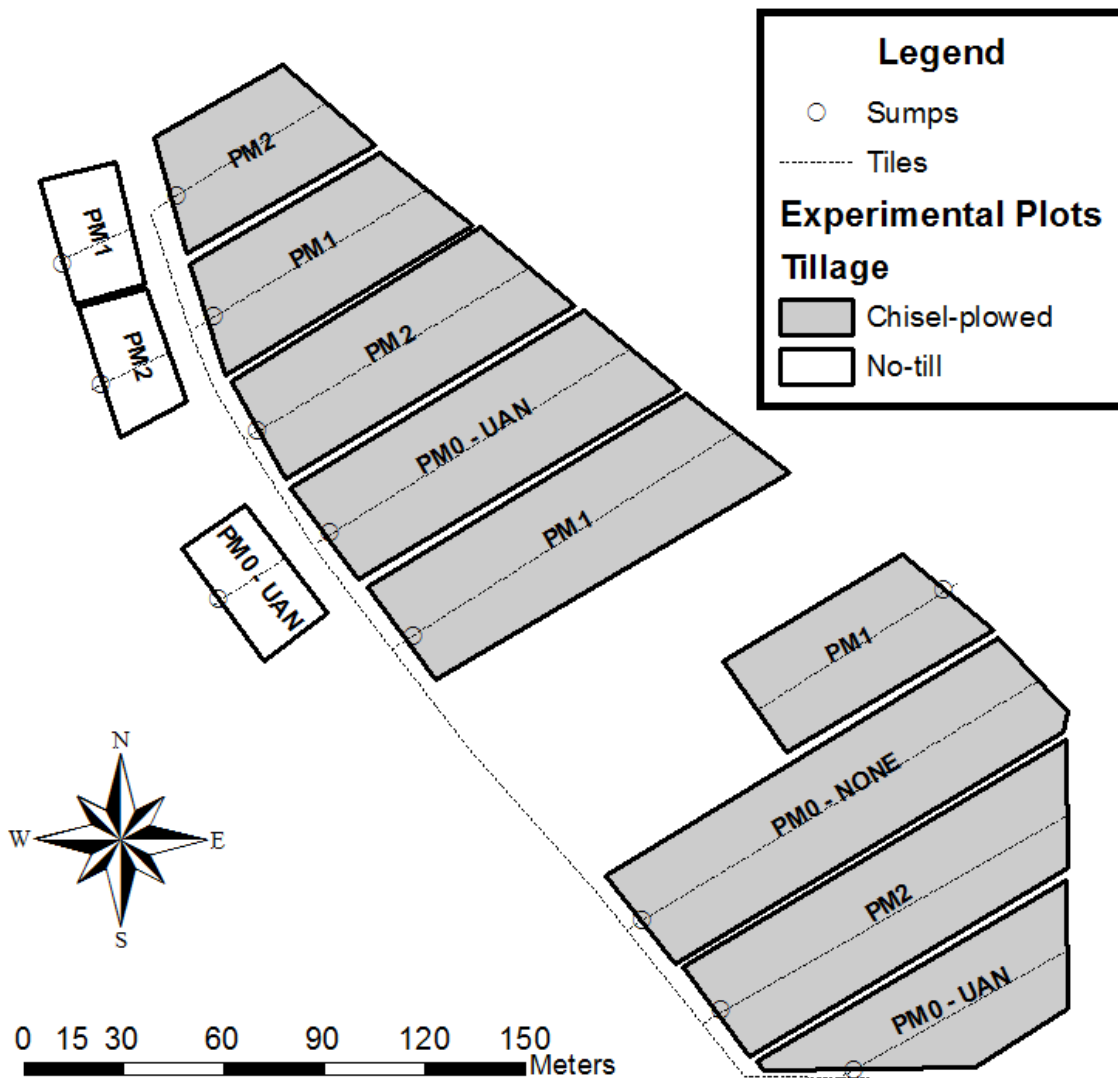 Legend
Sumps
Tiles
Experimental Plots
Tillage
Chisel-plowed
No-till
PM2
PM1
PM1
PM2
PM2
PM0 - UAN
PM1
PM0 - UAN
PM1
PM0 - NONE
PM2
PM0 - UAN
N
W E
S
0 15 30 60 90 120 150
Meters